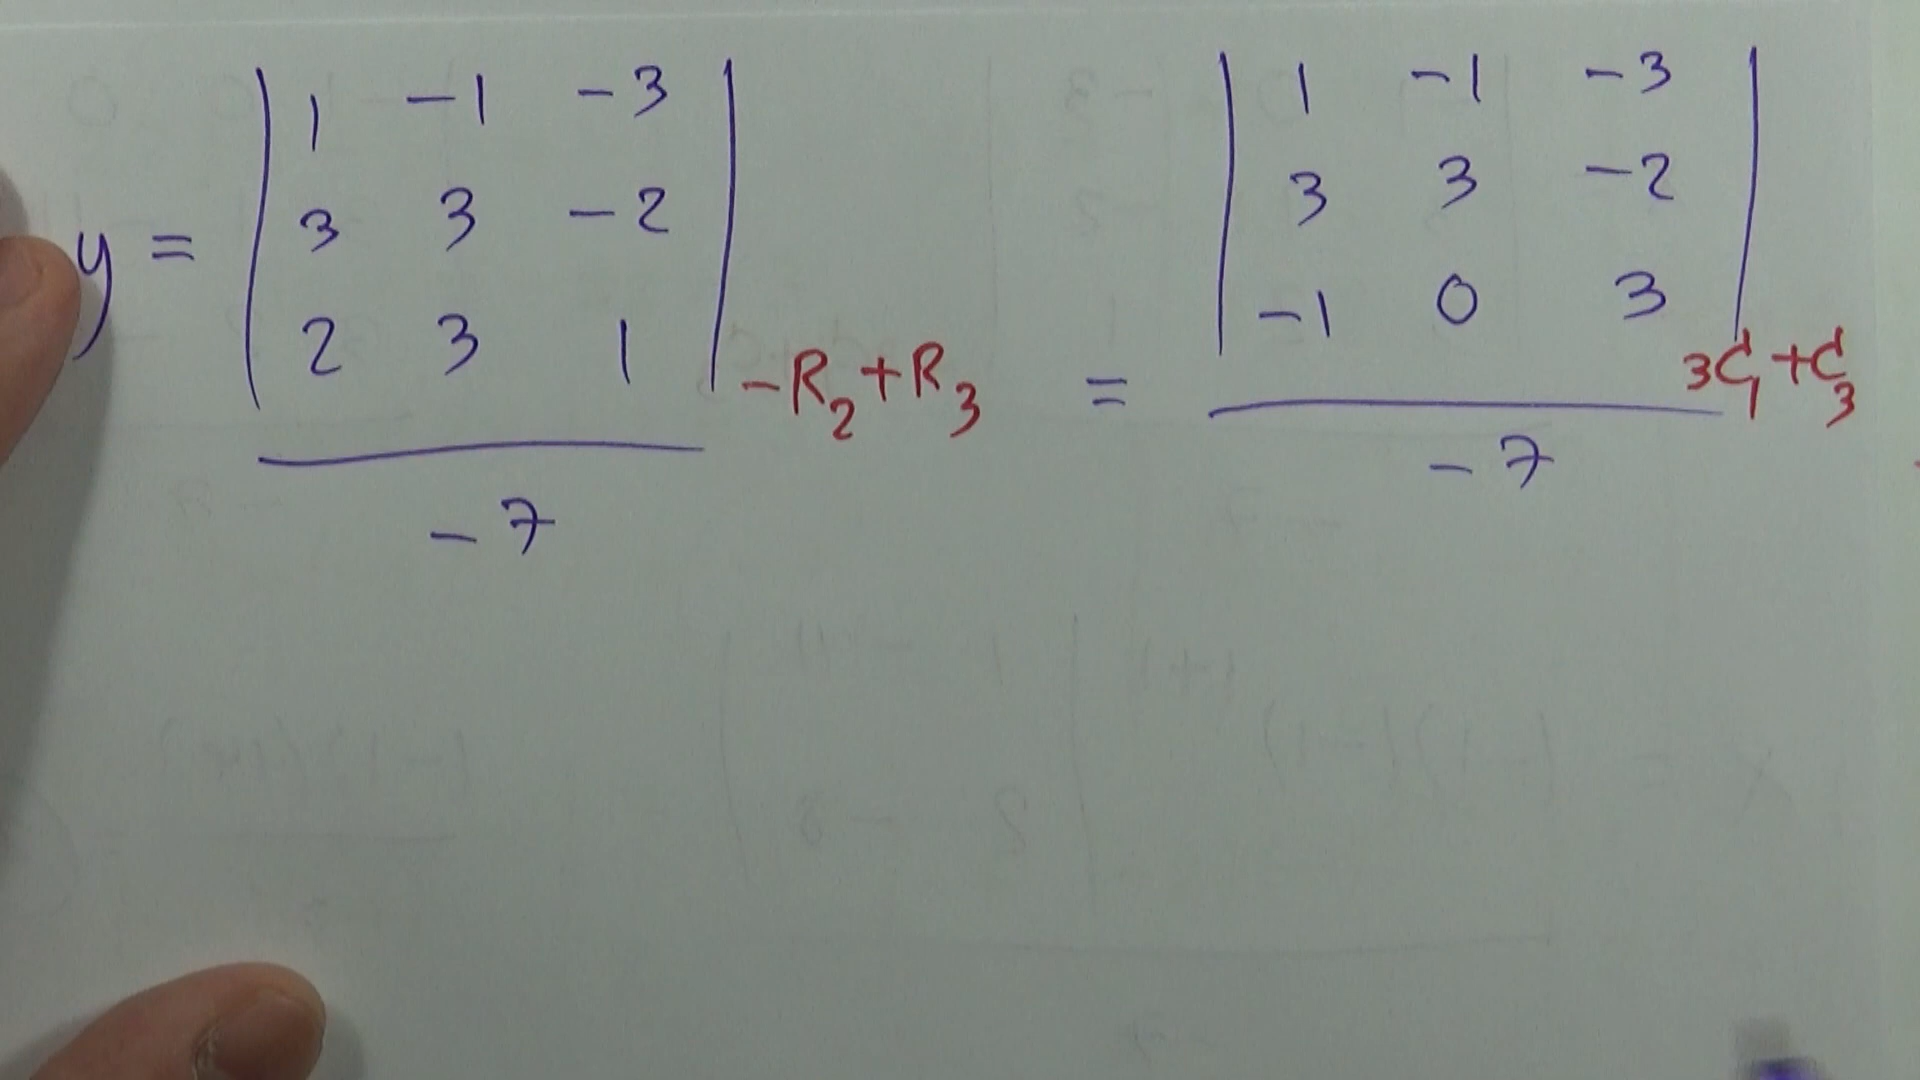 1 -1 -3 1 -1 -3
y = 3 3 -2 3 3 -2
2 3 1 -R₂+R₃ = -1 0 3 3C₁+C₃
-7 -7